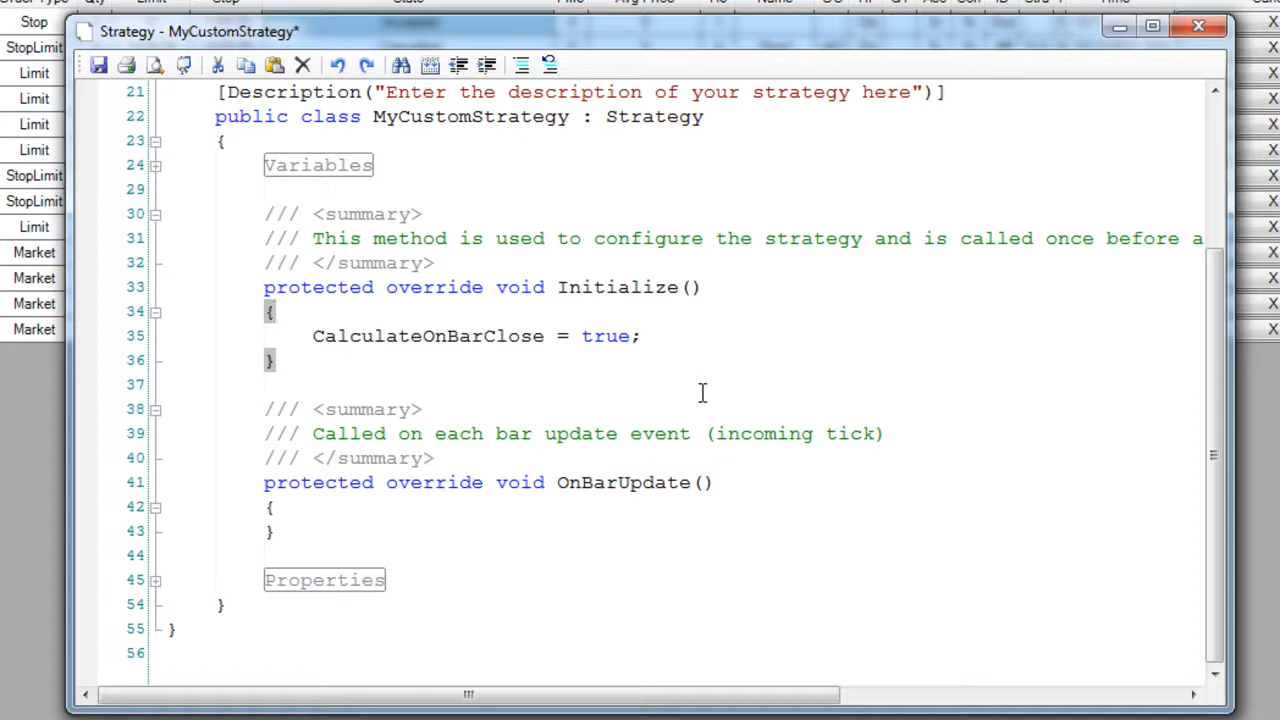 Stop
StopLimit
Limit
Limit
Limit
Limit
StopLimit
StopLimit
Limit
Market
Market
Market
Market
Strategy - MyCustomStrategy*
21 [Description("Enter the description of your strategy here")]
22 public class MyCustomStrategy : Strategy
23 {
24 Variables
29
30 /// <summary>
31 /// This method is used to configure the strategy and is called once before a
32 /// </summary>
33 protected override void Initialize()
34 {
35 CalculateOnBarClose = true;
36 }
37
38 /// <summary>
39 /// Called on each bar update event (incoming tick)
40 /// </summary>
41 protected override void OnBarUpdate()
42 {
43 }
44
45 Properties
54 }
55 }
56
X
X
X
X
X
X
X
X
X
X
X
X
X